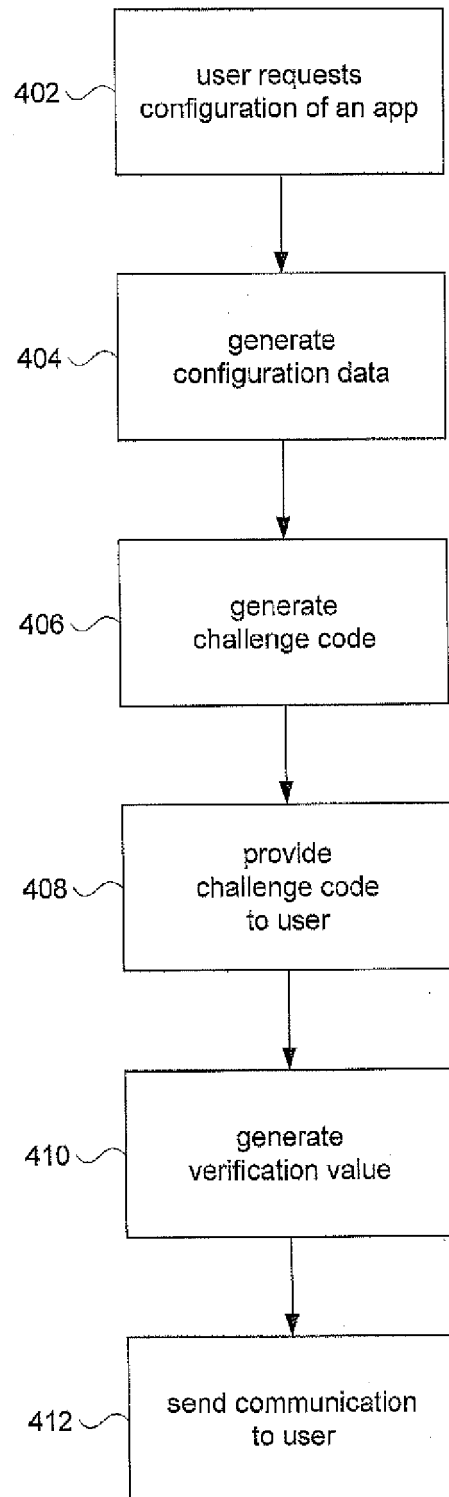 402
user requests
configuration of an app
404
generate
configuration data
406
generate
challenge code
408
provide
challenge code
to user
410
generate
verification value
412
send communication
to user